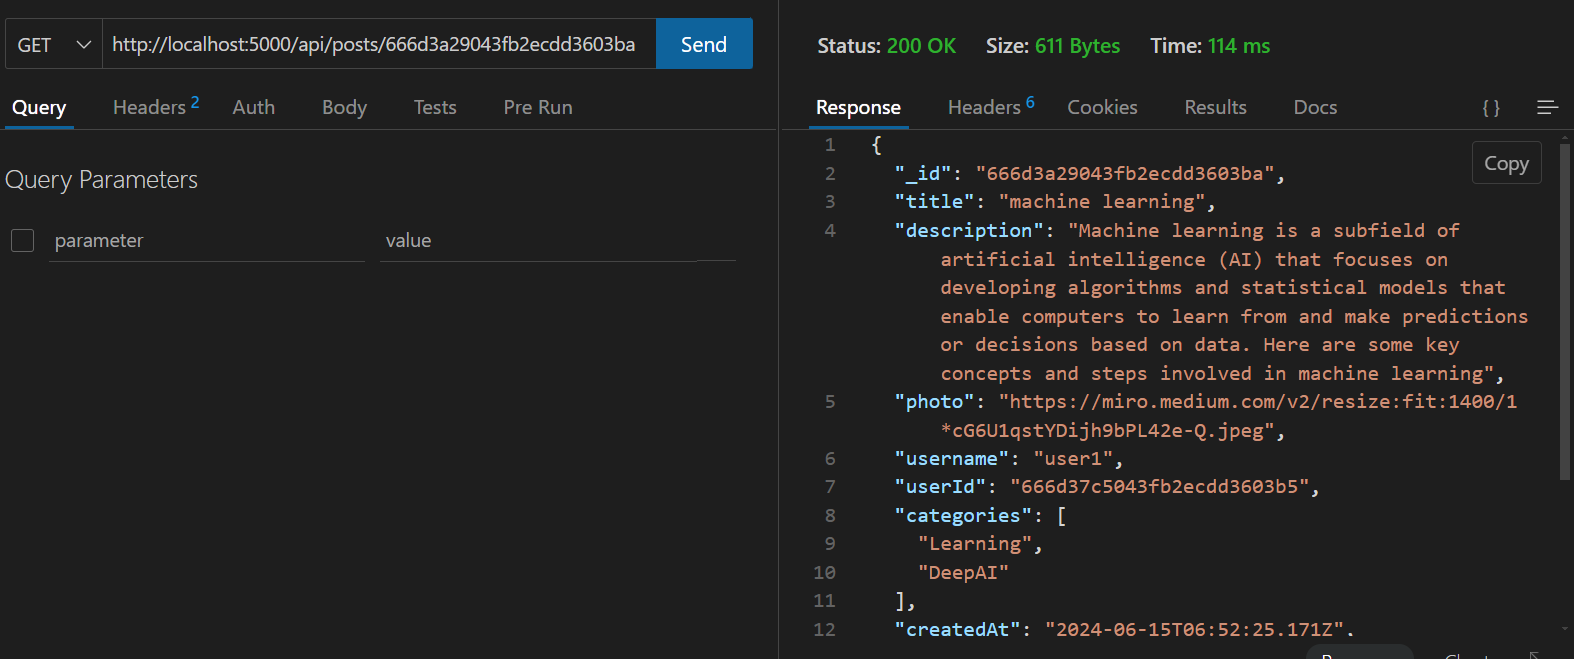 GET http://localhost:5000/api/posts/666d3a29043fb2ecdd3603ba Send
Query Headers 2 Auth Body Tests Pre Run
Query Parameters
parameter value
Status: 200 OK Size: 611 Bytes Time: 114 ms
Response Headers 6 Cookies Results Docs { }
Copy
1 {
2 "_id": "666d3a29043fb2ecdd3603ba",
3 "title": "machine learning",
4 "description": "Machine learning is a subfield of
artificial intelligence (AI) that focuses on
developing algorithms and statistical models that
enable computers to learn from and make predictions
or decisions based on data. Here are some key
concepts and steps involved in machine learning",
5 "photo": "https://miro.medium.com/v2/resize:fit:1400/1
*cG6U1qstYDijh9bPL42e-Q.jpeg",
6 "username": "user1",
7 "userId": "666d37c5043fb2ecdd3603b5",
8 "categories": [
9 "Learning",
10 "DeepAI"
11 ],
12 "createdAt": "2024-06-15T06:52:25.171Z",